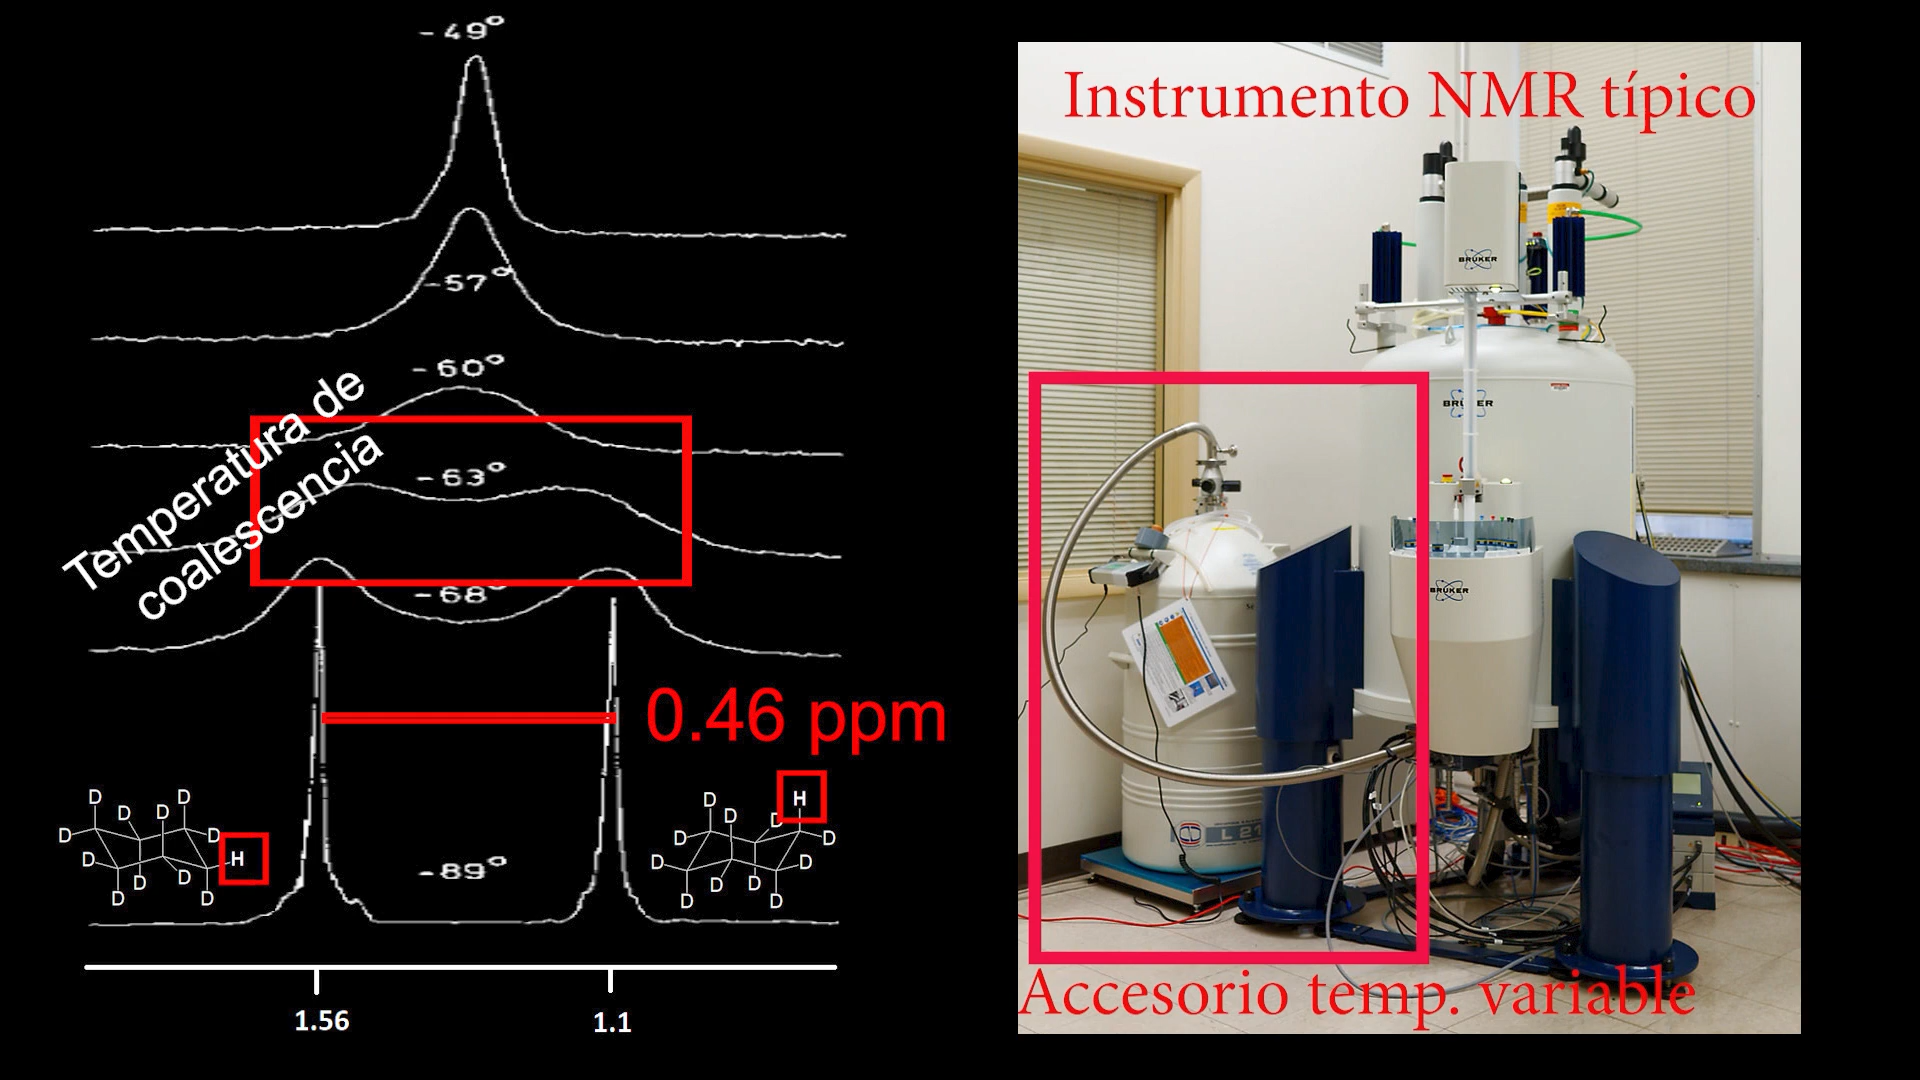 -49°
-57°
-60°
Temperatura de
coalescencia
-63°
-68°
0.46 ppm
D D D D D D D D D D D H
D D D D D D D D D D D H
-89°
1.56
1.1
Instrumento NMR típico
BRUKER
BRUKER
BRUKER
L 21
Accesorio temp. variable